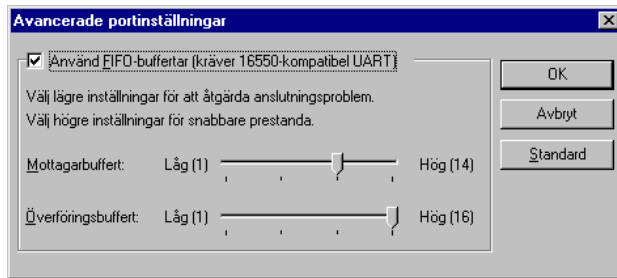 Avancerade portinställningar
Använd FIFO-buffertar (kräver 16550-kompatibel UART)
Välj lägre inställningar för att åtgärda anslutningsproblem.
Välj högre inställningar för snabbare prestanda.
Mottagarbuffert: Låg (1) Hög (14)
Överföringsbuffert: Låg (1) Hög (16)
OK
Avbryt
Standard